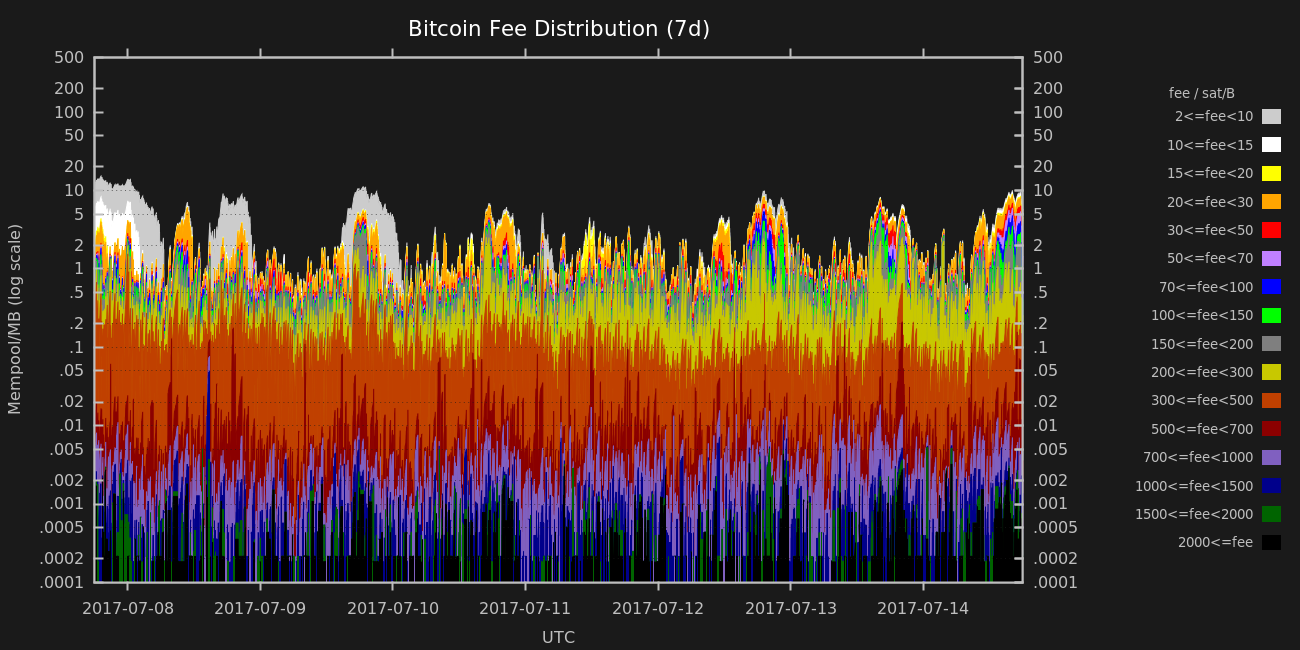 Bitcoin Fee Distribution (7d)
500
200
100
50
20
10
5
2
1
.5
.2
.1
.05
.02
.01
.005
.002
.001
.0005
.0002
.0001
Mempool/MB (log scale)
500
200
100
50
20
10
5
2
1
.5
.2
.1
.05
.02
.01
.005
.002
.001
.0005
.0002
.0001
2017-07-08 2017-07-09 2017-07-10 2017-07-11 2017-07-12 2017-07-13 2017-07-14
UTC
fee / sat/B
2<=fee<10
10<=fee<15
15<=fee<20
20<=fee<30
30<=fee<50
50<=fee<70
70<=fee<100
100<=fee<150
150<=fee<200
200<=fee<300
300<=fee<500
500<=fee<700
700<=fee<1000
1000<=fee<1500
1500<=fee<2000
2000<=fee